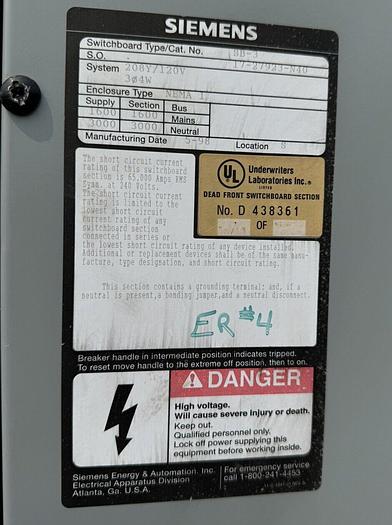 SIEMENS
Switchboard Type/Cat. No. SB-3
S.O. 17-27923-N40
System 208Y/120V
3ø4W
Enclosure Type NEMA 1
Supply Section Bus
1600 1600 Mains
3000 3000 Neutral
Manufacturing Date 5-98 Location S
The short circuit current
rating of this switchboard
section is 65,000 Amps RMS
Symm. at 240 Volts.
The short circuit current
rating is limited to the
lowest short circuit
current rating of any
switchboard section
connected in series or
the lowest short circuit rating of any device installed.
Additional or replacement devices shall be of the same manu-
facture, type designation, and short circuit rating.
This section contains a grounding terminal; and, if a
neutral is present, a bonding jumper, and a neutral disconnect.
UL
Underwriters
Laboratories Inc.®
LISTED
DEAD FRONT SWITCHBOARD SECTION
No. D 438361
OF
ER #4
Breaker handle in intermediate position indicates tripped.
To reset move handle to the extreme off position, then to on.
DANGER
High voltage.
Will cause severe injury or death.
Keep out.
Qualified personnel only.
Lock off power supplying this
equipment before working inside.
Siemens Energy & Automation, Inc.
Electrical Apparatus Division
Atlanta, Ga. U.S.A.
For emergency service
call 1-800-241-4453